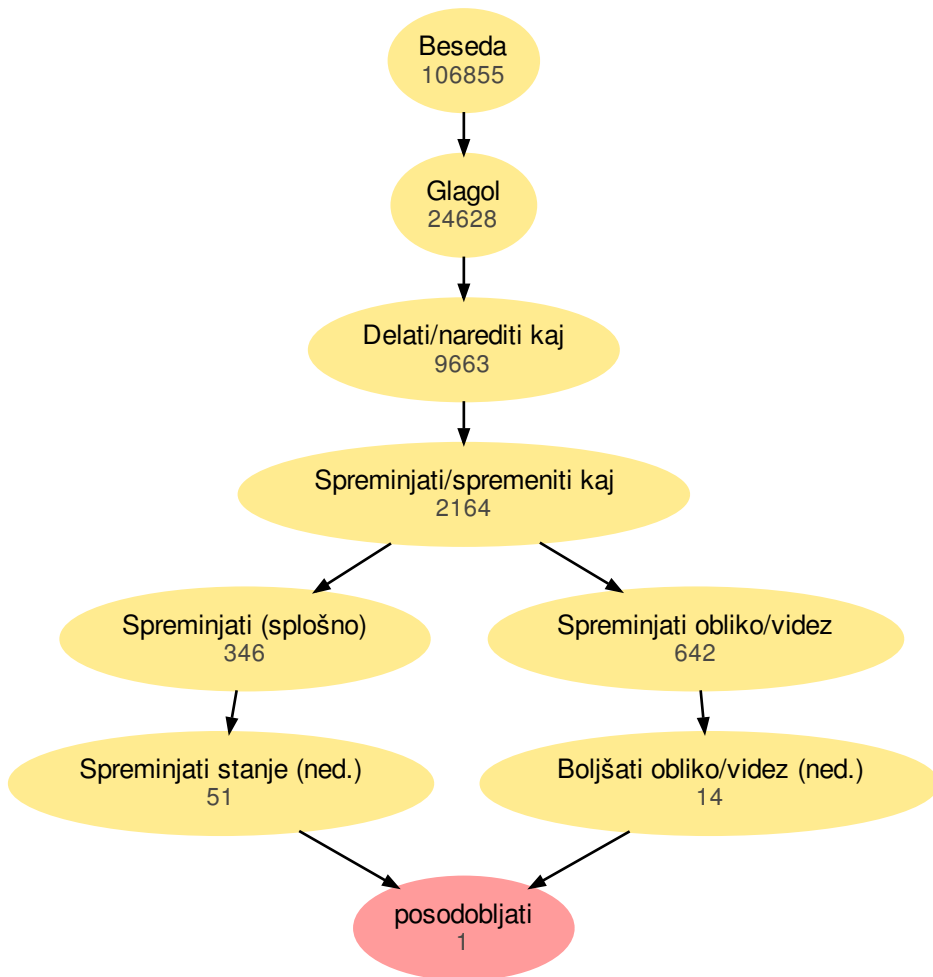 Beseda
106855
Glagol
24628
Delati/narediti kaj
9663
Spreminjati/spremeniti kaj
2164
Spreminjati (splošno)
346
Spreminjati obliko/videz
642
Spreminjati stanje (ned.)
51
Boljšati obliko/videz (ned.)
14
posodobljati
1